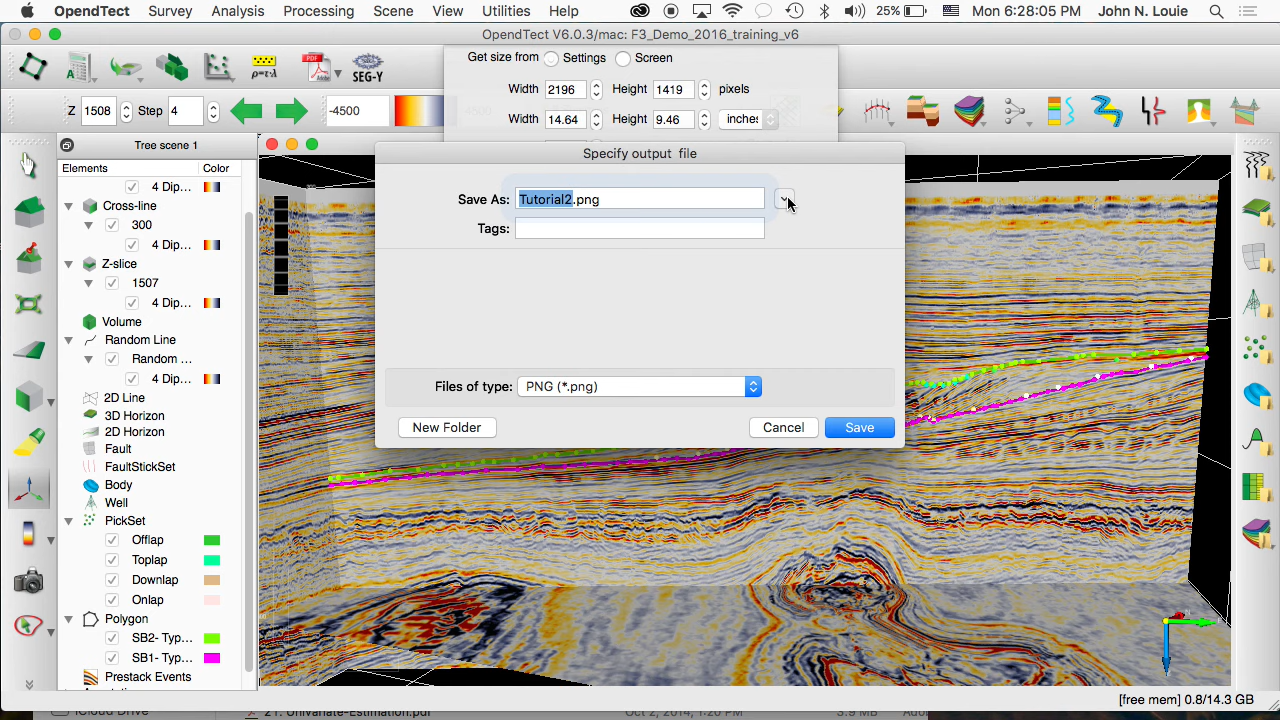 OpendTect Survey Analysis Processing Scene View Utilities Help 25% Mon 6:28:05 PM John N. Louie
OpendTect V6.0.3/mac: F3_Demo_2016_training_v6
PDF
ρ=τ.λ
SEG-Y
Get size from Settings Screen
Width 2196 Height 1419 pixels
Width 14.64 Height 9.46 inches
Z 1508 Step 4 -4500
Tree scene 1
Elements Color
4 Dip...
Cross-line
300
4 Dip...
Z-slice
1507
4 Dip...
Volume
Random Line
Random ...
4 Dip...
2D Line
3D Horizon
2D Horizon
Fault
FaultStickSet
Body
Well
PickSet
Offlap
Toplap
Downlap
Onlap
Polygon
SB2- Typ...
SB1- Typ...
Prestack Events
Specify output file
Save As: Tutorial2.png
Tags:
Files of type: PNG (*.png)
New Folder Cancel Save
[free mem] 0.8/14.3 GB
iCloud Drive 21. Univariate-Estimation.pdf Oct 2, 2014, 1:20 PM 3.9 MB